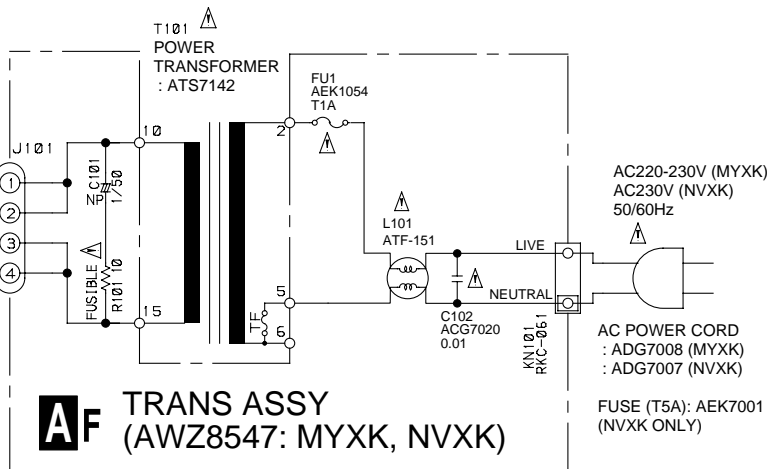 T101
POWER
TRANSFORMER
: ATS7142
FU1
AEK1054
T1A
J101
1
2
3
4
10
15
C101
NP
1/50
FUSIBLE
R101 10
2
5
6
TF
L101
ATF-151
C102
ACG7020
0.01
LIVE
NEUTRAL
KN101
RKC-061
AC220-230V (MYXK)
AC230V (NVXK)
50/60Hz
AC POWER CORD
: ADG7008 (MYXK)
: ADG7007 (NVXK)
FUSE (T5A): AEK7001
(NVXK ONLY)
AF TRANS ASSY
(AWZ8547: MYXK, NVXK)